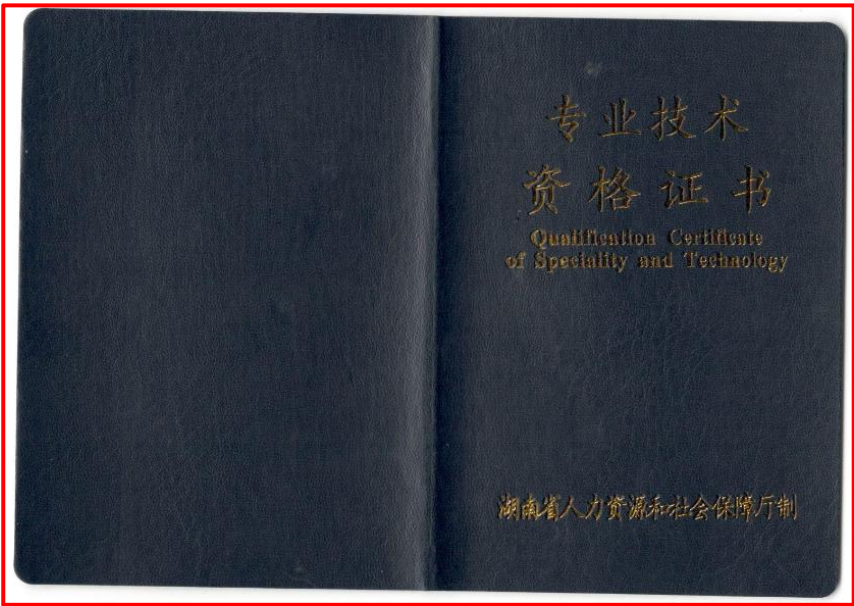 专业技术
资格证书
Qualification Certificate
of Speciality and Technology
湖南省人力资源和社会保障厅制